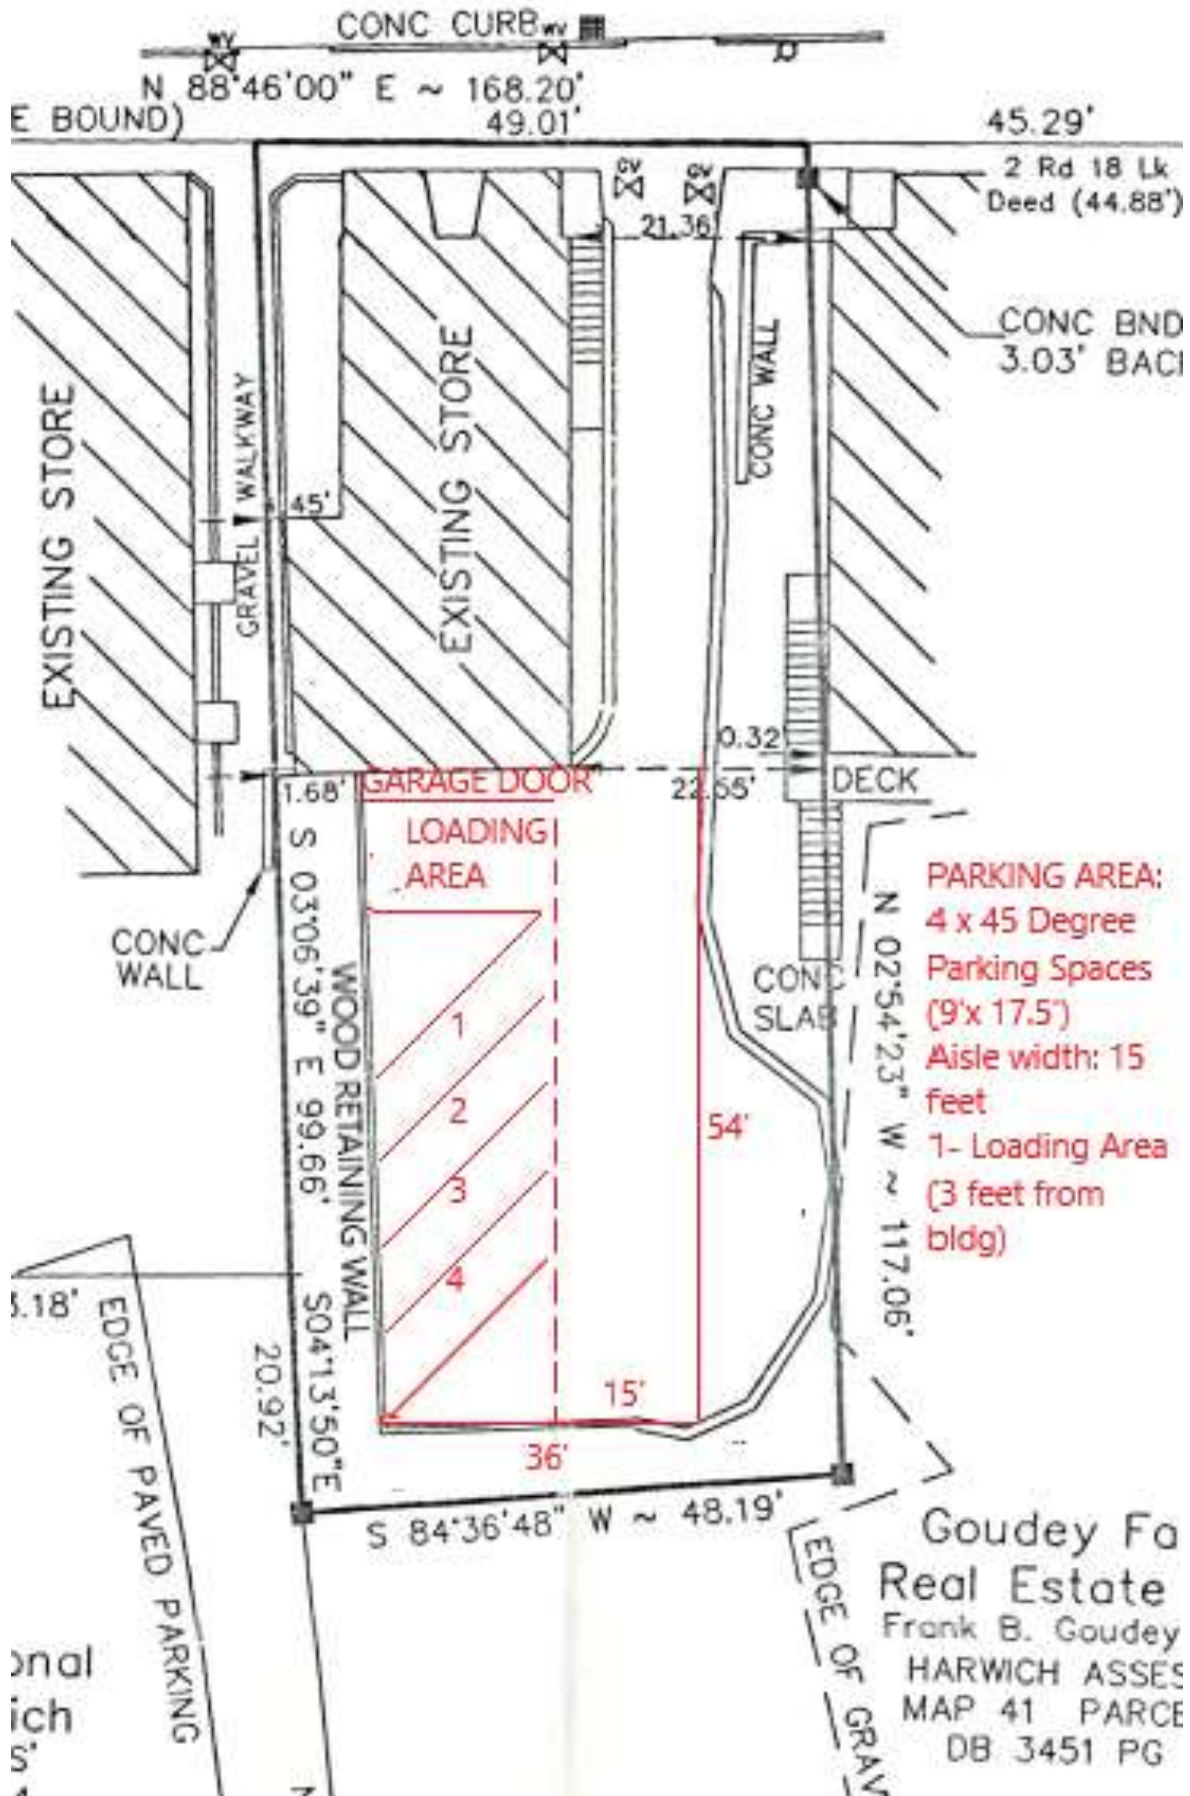 CONC CURB
WV
WV
N 88°46'00" E ~ 168.20'
E BOUND)
49.01'
45.29'
2 Rd 18 Lk
Deed (44.88')
GV
GV
21.36'
CONC BND
3.03' BAC
CONC WALL
EXISTING STORE
EXISTING STORE
GRAVEL WALKWAY
45'
0.32
GARAGE DOOR
DECK
1.68'
LOADING
AREA
CONC
WALL
S 03°06'39" E 99.66'
WOOD RETAINING WALL
CONC
SLAB
N 02°54'23" W ~ 117.06'
PARKING AREA:
4 x 45 Degree
Parking Spaces
(9'x 17.5')
Aisle width: 15
feet
1- Loading Area
(3 feet from
bldg)
1
2
3
4
54'
15'
36'
.18'
EDGE OF PAVED PARKING
20.92'
S04°13'50"E
S 84°36'48" W ~ 48.19'
EDGE OF GRAV
Goudey Fa
Real Estate
Frank B. Goudey
HARWICH ASSES
MAP 41 PARCE
DB 3451 PG
onal
ich
S'
N